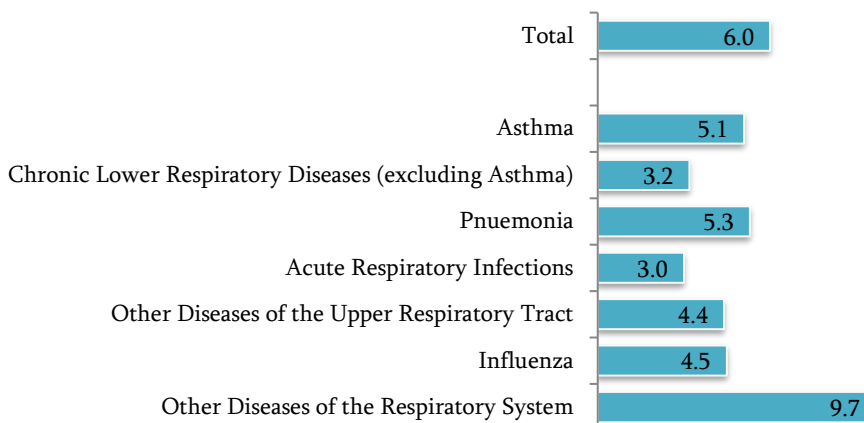 Total 6.0
Asthma 5.1
Chronic Lower Respiratory Diseases (excluding Asthma) 3.2
Pnuemonia 5.3
Acute Respiratory Infections 3.0
Other Diseases of the Upper Respiratory Tract 4.4
Influenza 4.5
Other Diseases of the Respiratory System 9.7